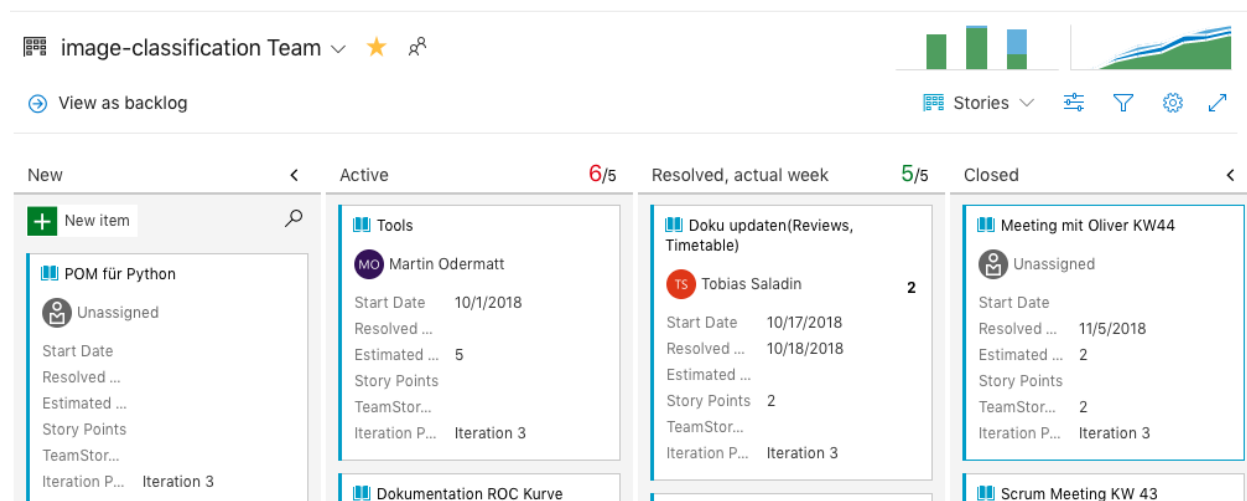 image-classification Team
View as backlog
Stories
New
New item
POM für Python
Unassigned
Start Date
Resolved ...
Estimated ...
Story Points
TeamStor...
Iteration P... Iteration 3
Active 6/5
Tools
MO Martin Odermatt
Start Date 10/1/2018
Resolved ...
Estimated ... 5
Story Points
TeamStor...
Iteration P... Iteration 3
Dokumentation ROC Kurve
Resolved, actual week 5/5
Doku updaten(Reviews,
Timetable)
TS Tobias Saladin 2
Start Date 10/17/2018
Resolved ... 10/18/2018
Estimated ...
Story Points 2
TeamStor...
Iteration P... Iteration 3
Closed
Meeting mit Oliver KW44
Unassigned
Start Date
Resolved ... 11/5/2018
Estimated ... 2
Story Points
TeamStor... 2
Iteration P... Iteration 3
Scrum Meeting KW 43